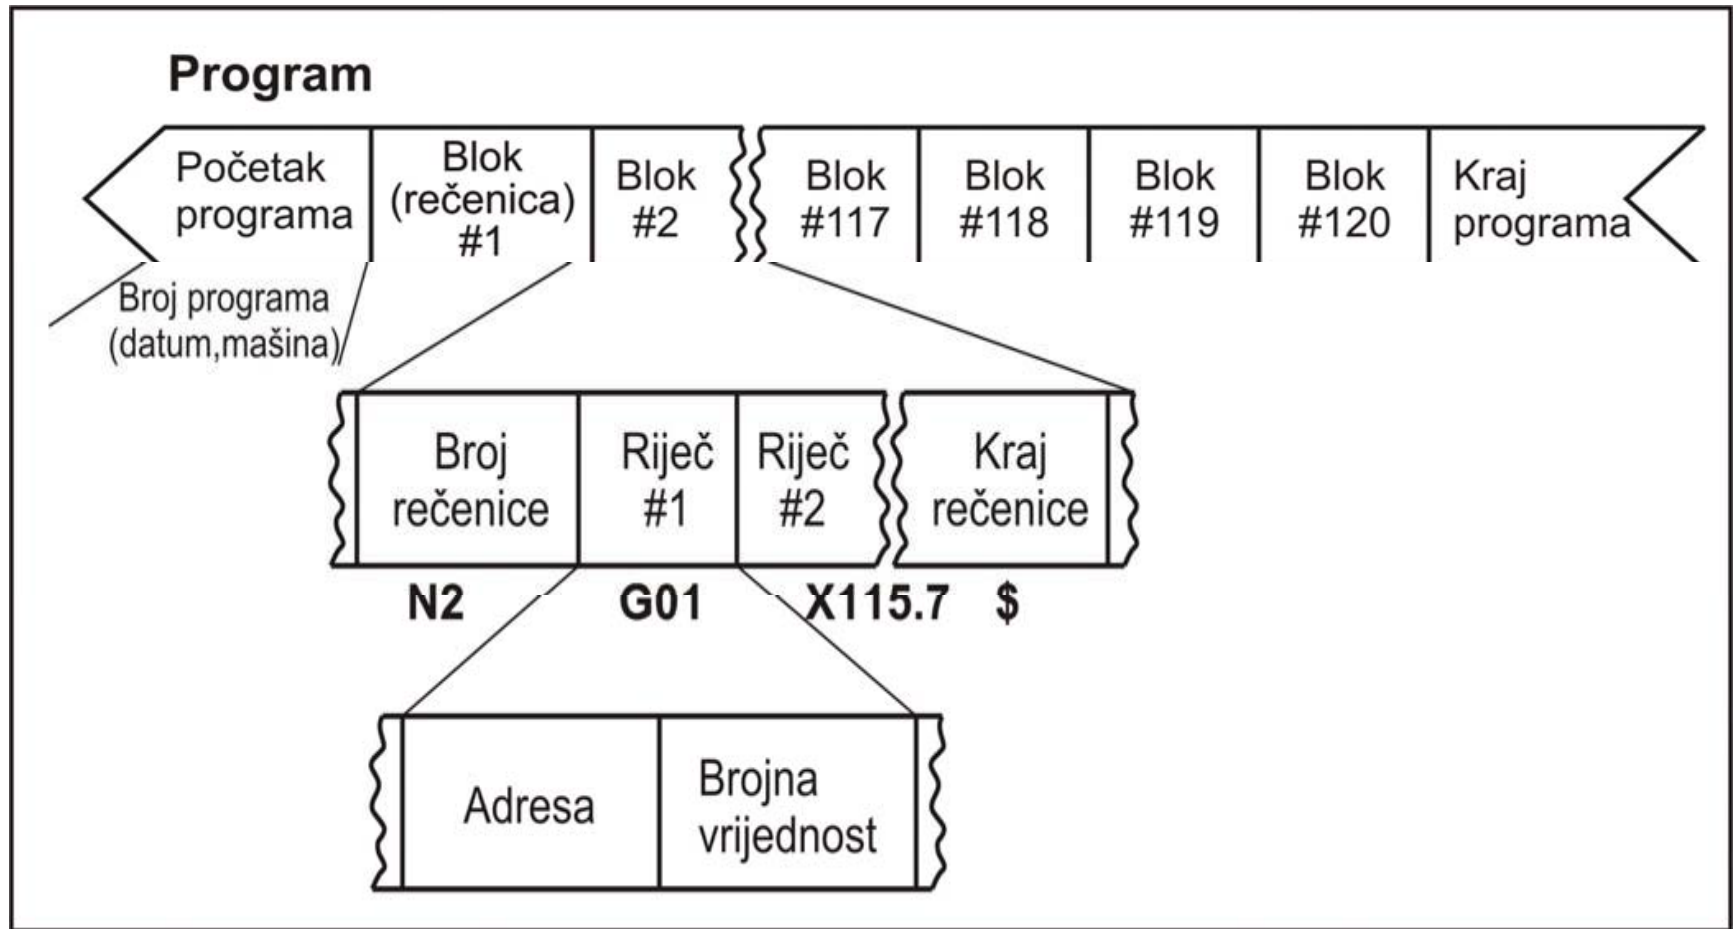 Program
Početak
programa
Blok
(rečenica)
#1
Blok
#2
Blok
#117
Blok
#118
Blok
#119
Blok
#120
Kraj
programa
Broj programa
(datum,mašina)
Broj
rečenice
Riječ
#1
Riječ
#2
Kraj
rečenice
N2 G01 X115.7 $
Adresa
Brojna
vrijednost